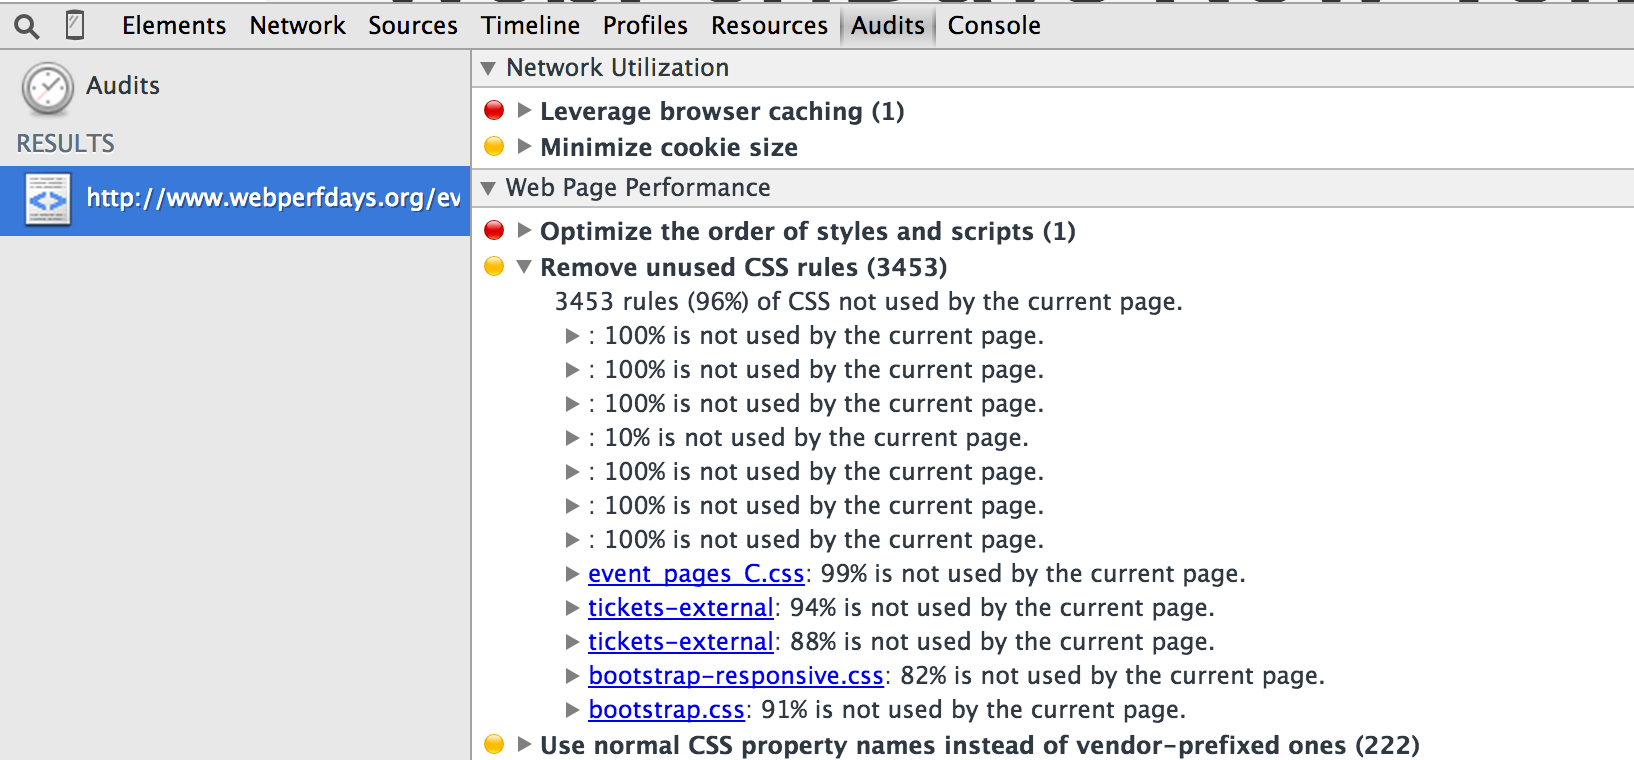 Elements Network Sources Timeline Profiles Resources Audits Console
Audits
RESULTS
http://www.webperfdays.org/ev
Network Utilization
Leverage browser caching (1)
Minimize cookie size
Web Page Performance
Optimize the order of styles and scripts (1)
Remove unused CSS rules (3453)
3453 rules (96%) of CSS not used by the current page.
: 100% is not used by the current page.
: 100% is not used by the current page.
: 100% is not used by the current page.
: 10% is not used by the current page.
: 100% is not used by the current page.
: 100% is not used by the current page.
: 100% is not used by the current page.
event_pages_C.css: 99% is not used by the current page.
tickets-external: 94% is not used by the current page.
tickets-external: 88% is not used by the current page.
bootstrap-responsive.css: 82% is not used by the current page.
bootstrap.css: 91% is not used by the current page.
Use normal CSS property names instead of vendor-prefixed ones (222)